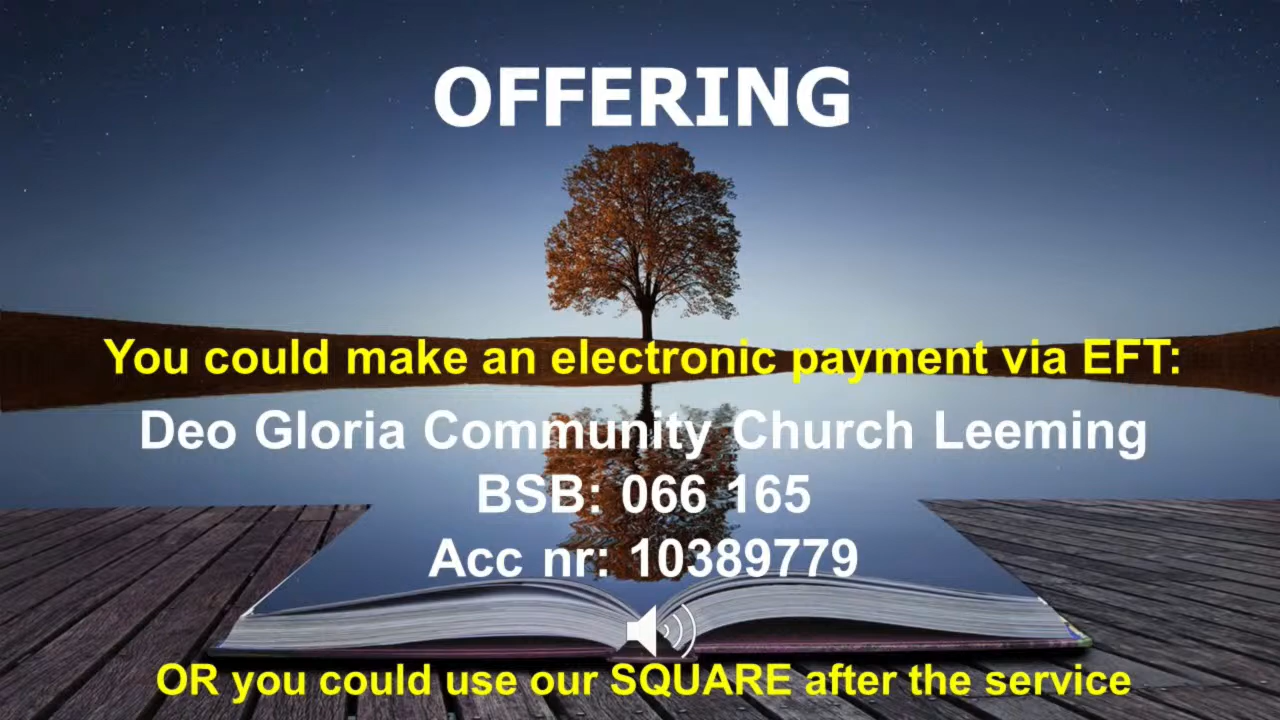 OFFERING
You could make an electronic payment via EFT:
Deo Gloria Community Church Leeming
BSB: 066 165
Acc nr: 10389779
OR you could use our SQUARE after the service